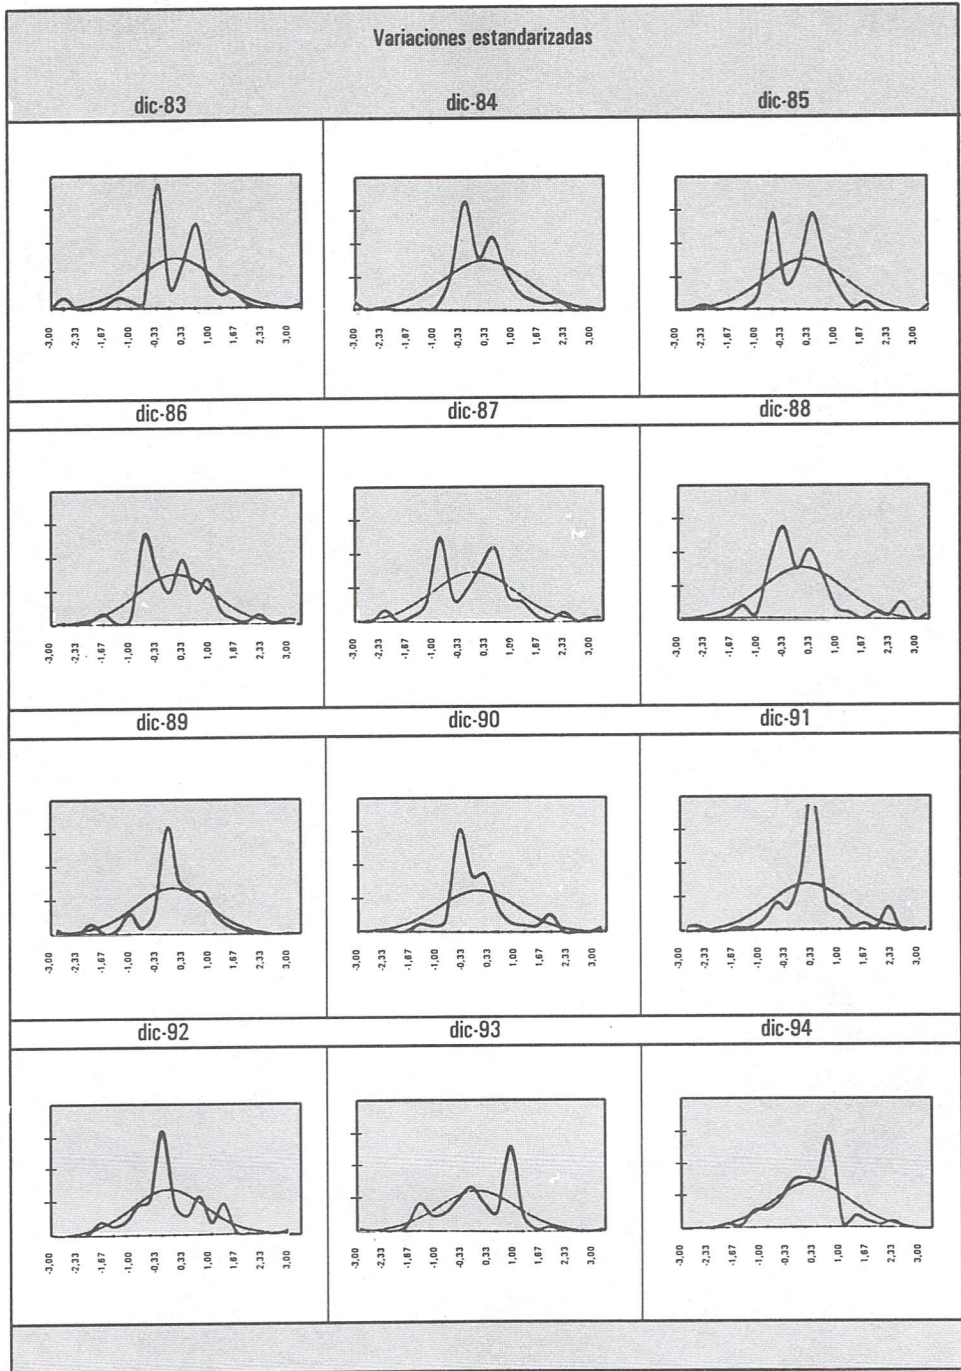 Variaciones estandarizadas
dic-83 dic-84 dic-85
-3,00 -2,33 -1,67 -1,00 -0,33 0,33 1,00 1,67 2,33 3,00 -3,00 -2,33 -1,67 -1,00 -0,33 0,33 1,00 1,67 2,33 3,00 -3,00 -2,33 -1,67 -1,00 -0,33 0,33 1,00 1,67 2,33 3,00
dic-86 dic-87 dic-88
-3,00 -2,33 -1,67 -1,00 -0,33 0,33 1,00 1,67 2,33 3,00 -3,00 -2,33 -1,67 -1,00 -0,33 0,33 1,00 1,67 2,33 3,00 -3,00 -2,33 -1,67 -1,00 -0,33 0,33 1,00 1,67 2,33 3,00
dic-89 dic-90 dic-91
-3,00 -2,33 -1,67 -1,00 -0,33 0,33 1,00 1,67 2,33 3,00 -3,00 -2,33 -1,67 -1,00 -0,33 0,33 1,00 1,67 2,33 3,00 -3,00 -2,33 -1,67 -1,00 -0,33 0,33 1,00 1,67 2,33 3,00
dic-92 dic-93 dic-94
-3,00 -2,33 -1,67 -1,00 -0,33 0,33 1,00 1,67 2,33 3,00 -3,00 -2,33 -1,67 -1,00 -0,33 0,33 1,00 1,67 2,33 3,00 -3,00 -2,33 -1,67 -1,00 -0,33 0,33 1,00 1,67 2,33 3,00